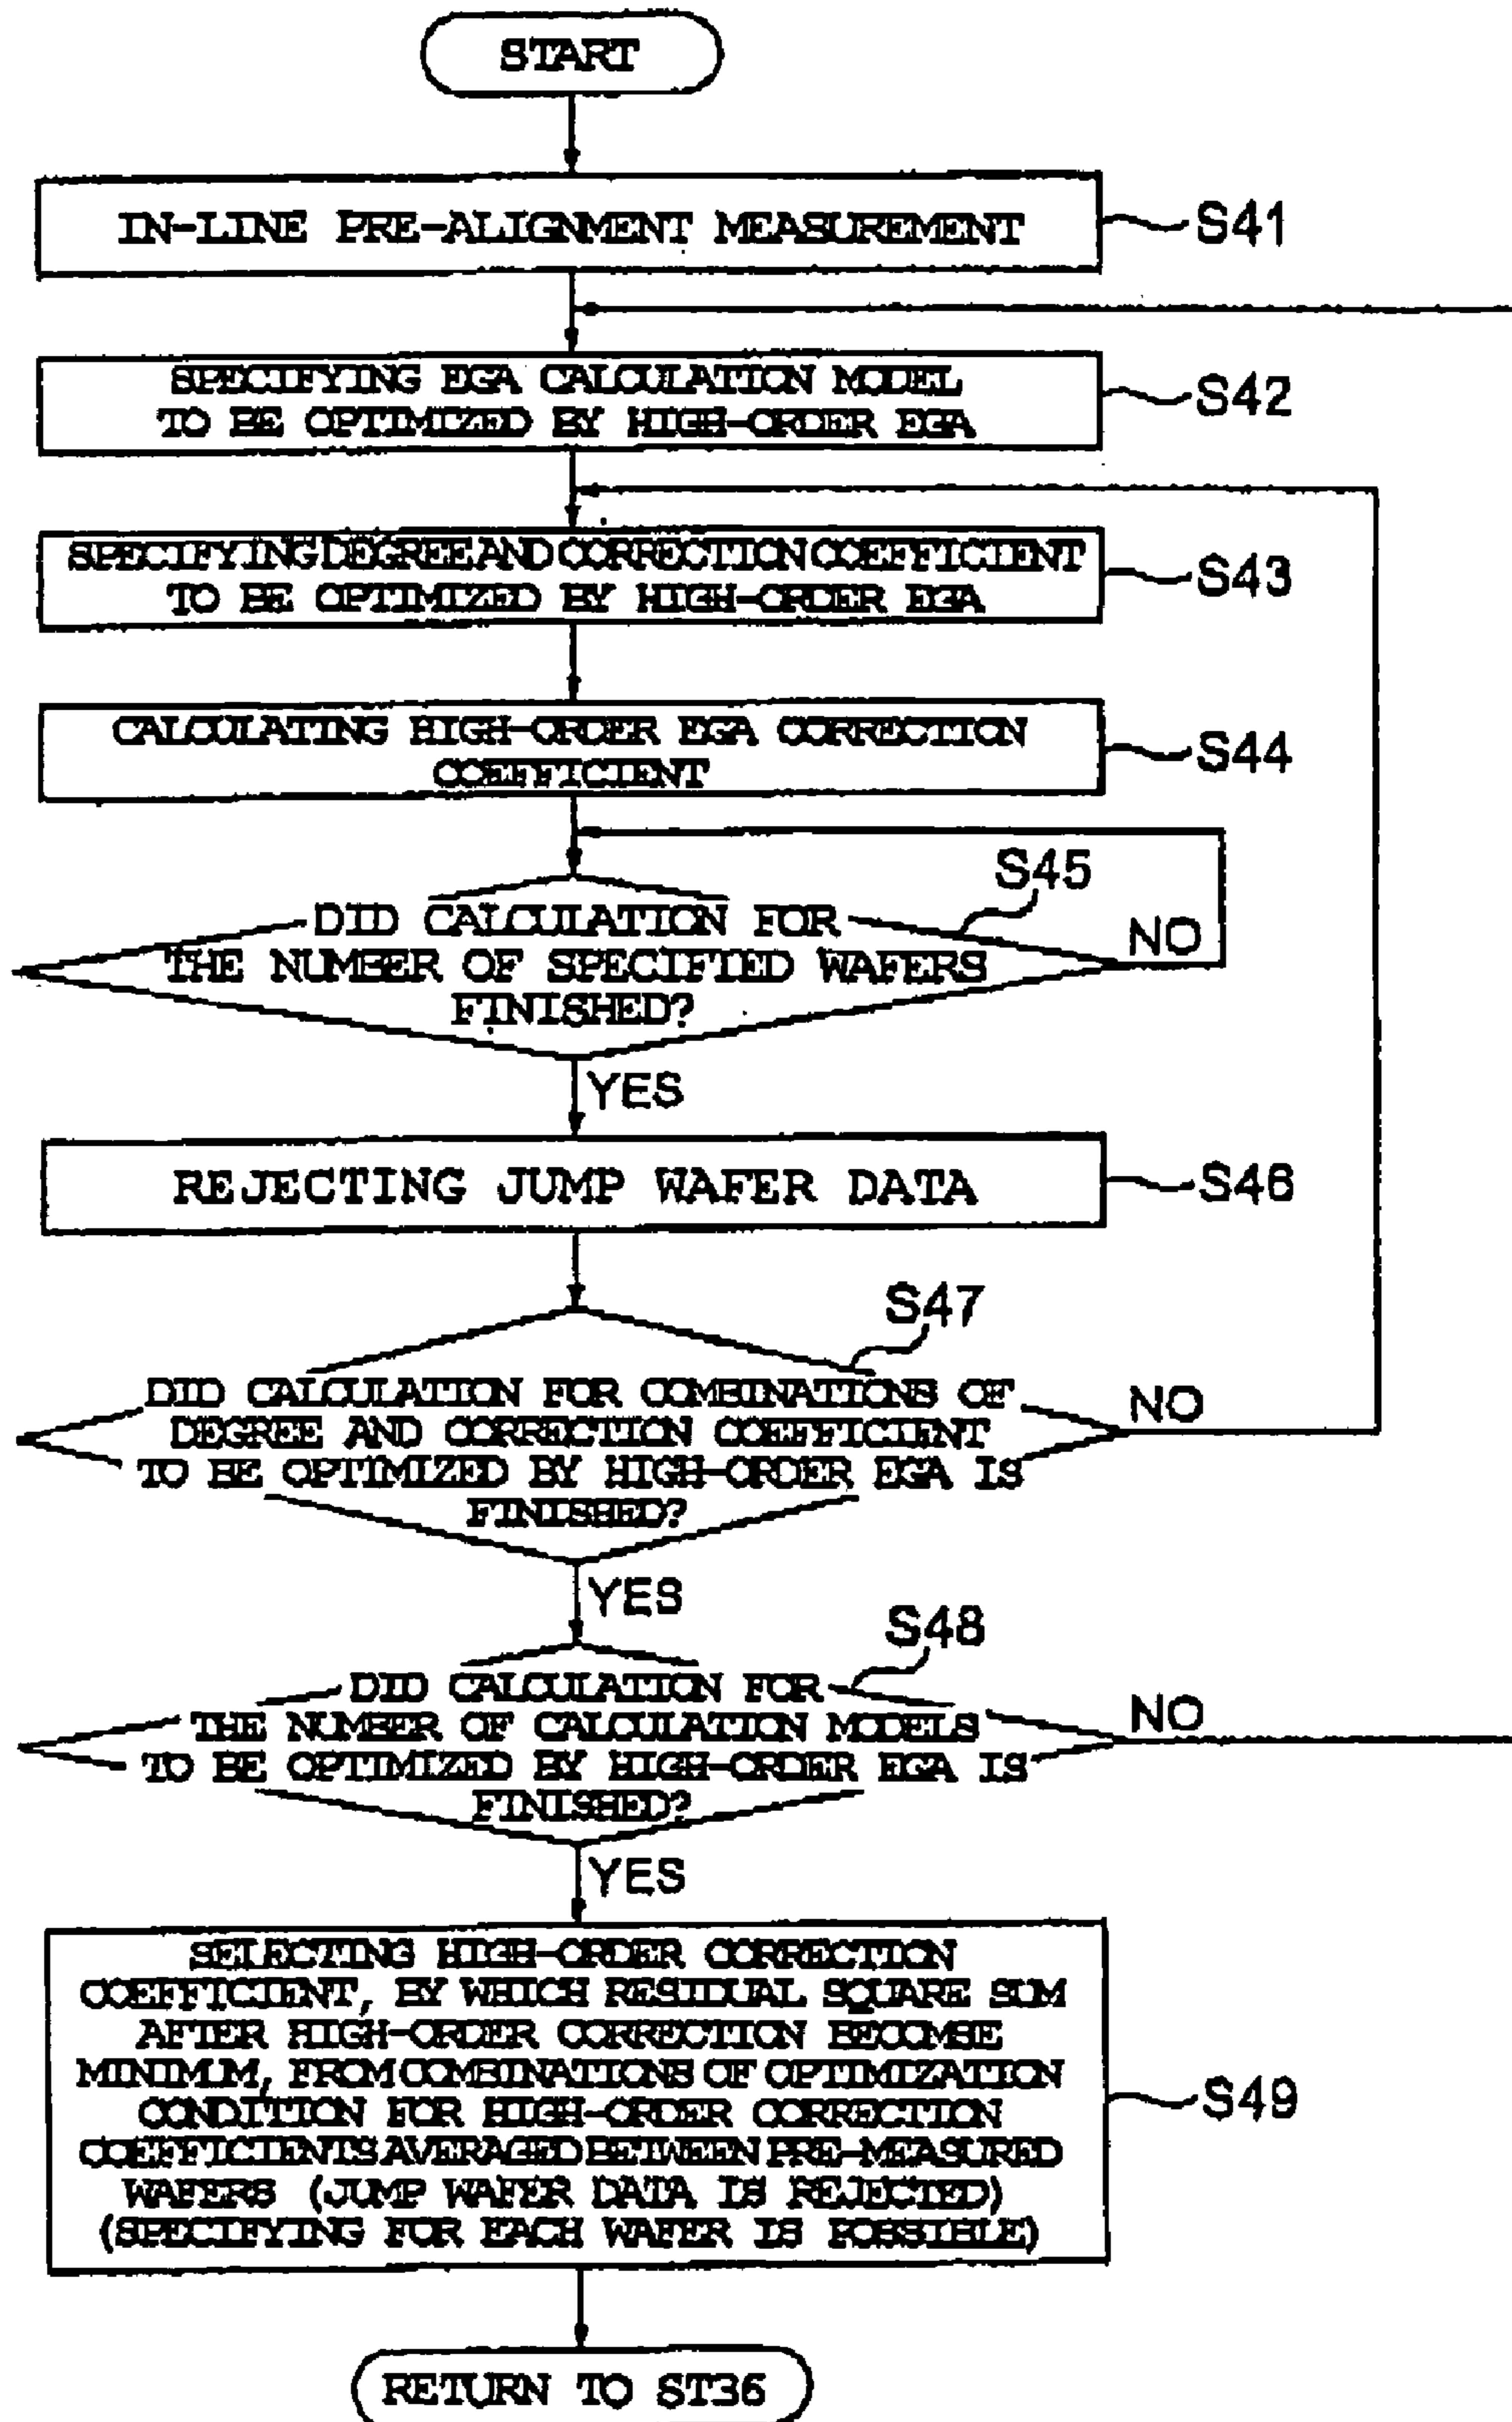 START
IN-LINE PRE-ALIGNMENT MEASUREMENT
S41
SPECIFYING EGA CALCULATION MODEL
TO BE OPTIMIZED BY HIGH-ORDER EGA
S42
SPECIFYING DEGREE AND CORRECTION COEFFICIENT
TO BE OPTIMIZED BY HIGH-ORDER EGA
S43
CALCULATING HIGH-ORDER EGA CORRECTION
COEFFICIENT
S44
S45
DID CALCULATION FOR
THE NUMBER OF SPECIFIED WAFERS
FINISHED?
NO
YES
REJECTING JUMP WAFER DATA
S46
S47
DID CALCULATION FOR COMBINATIONS OF
DEGREE AND CORRECTION COEFFICIENT
TO BE OPTIMIZED BY HIGH-ORDER EGA IS
FINISHED?
NO
YES
S48
DID CALCULATION FOR
THE NUMBER OF CALCULATION MODELS
TO BE OPTIMIZED BY HIGH-ORDER EGA IS
FINISHED?
NO
YES
SELECTING HIGH-ORDER CORRECTION
COEFFICIENT, BY WHICH RESIDUAL SQUARE SUM
AFTER HIGH-ORDER CORRECTION BECOMSE
MINIMUM, FROM COMBINATIONS OF OPTIMIZATION
CONDITION FOR HIGH-ORDER CORRECTION
COEFFICIENTS AVERAGED BETWEEN PRE-MEASURED
WAFERS (JUMP WAFER DATA IS REJECTED)
(SPECIFYING FOR EACH WAFER IS POSSIBLE)
S49
RETURN TO ST36